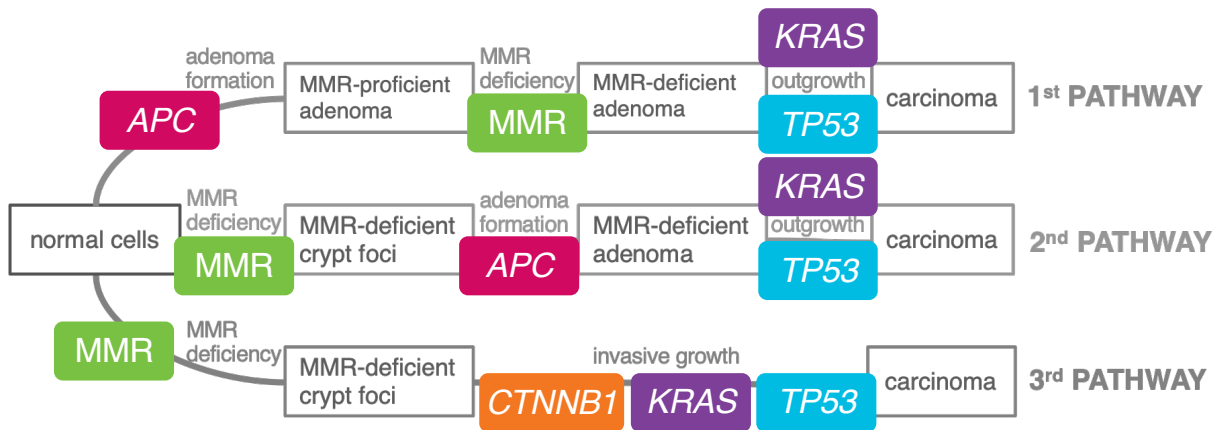 KRAS
adenoma
formation
MMR
deficiency
MMR-proficient
adenoma
MMR-deficient
adenoma
outgrowth
carcinoma
1st PATHWAY
APC
MMR
TP53
KRAS
MMR
deficiency
adenoma
formation
normal cells
MMR-deficient
crypt foci
MMR-deficient
adenoma
outgrowth
carcinoma
2nd PATHWAY
MMR
APC
TP53
MMR
MMR
deficiency
MMR-deficient
crypt foci
invasive growth
carcinoma
3rd PATHWAY
CTNNB1
KRAS
TP53